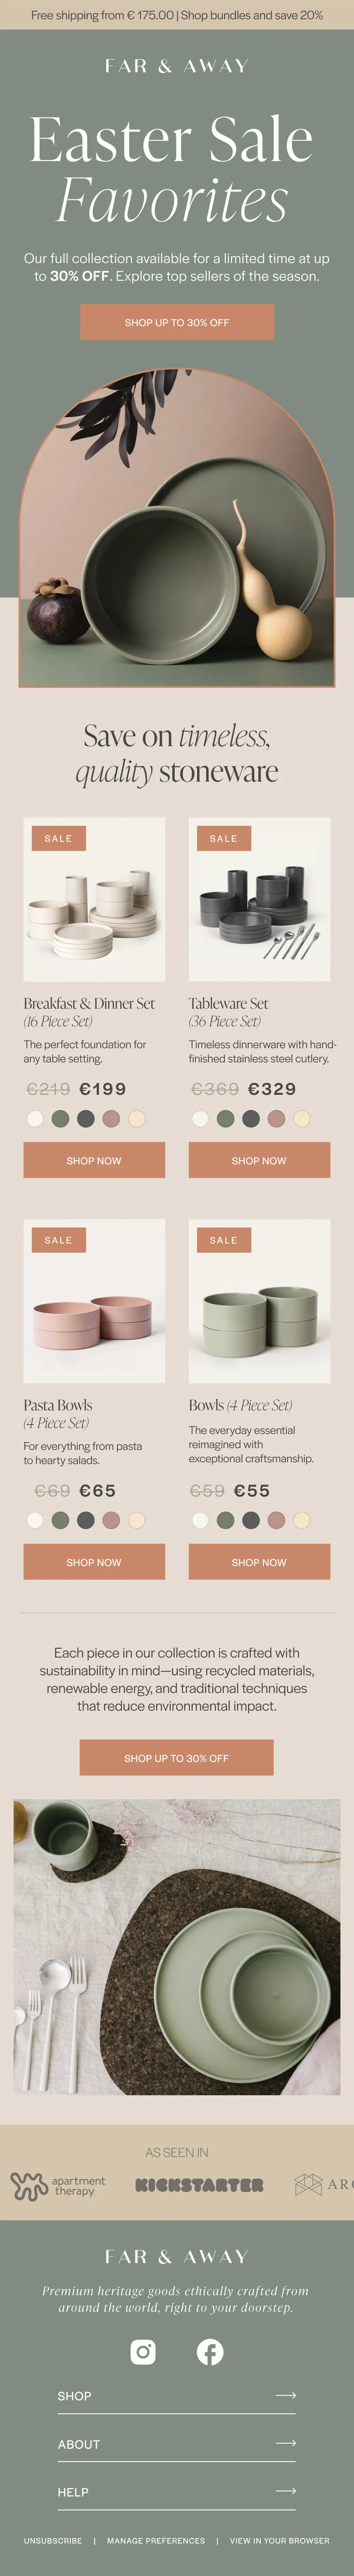 Free shipping from € 175.00 | Shop bundles and save 20%
FAR & AWAY
Easter Sale
Favorites
Our full collection available for a limited time at up
to 30% OFF. Explore top sellers of the season.
SHOP UP TO 30% OFF
Save on timeless,
quality stoneware
SALE
Breakfast & Dinner Set
(16 Piece Set)
The perfect foundation for
any table setting.
€219 €199
SHOP NOW
SALE
Tableware Set
(36 Piece Set)
Timeless dinnerware with hand-
finished stainless steel cutlery.
€369 €329
SHOP NOW
SALE
Pasta Bowls
(4 Piece Set)
For everything from pasta
to hearty salads.
€69 €65
SHOP NOW
SALE
Bowls (4 Piece Set)
The everyday essential
reimagined with
exceptional craftsmanship.
€59 €55
SHOP NOW
Each piece in our collection is crafted with
sustainability in mind—using recycled materials,
renewable energy, and traditional techniques
that reduce environmental impact.
SHOP UP TO 30% OFF
AS SEEN IN
apartment
therapy
KICKSTARTER
FAR & AWAY
Premium heritage goods ethically crafted from
around the world, right to your doorstep.
SHOP
ABOUT
HELP
UNSUBSCRIBE | MANAGE PREFERENCES | VIEW IN YOUR BROWSER